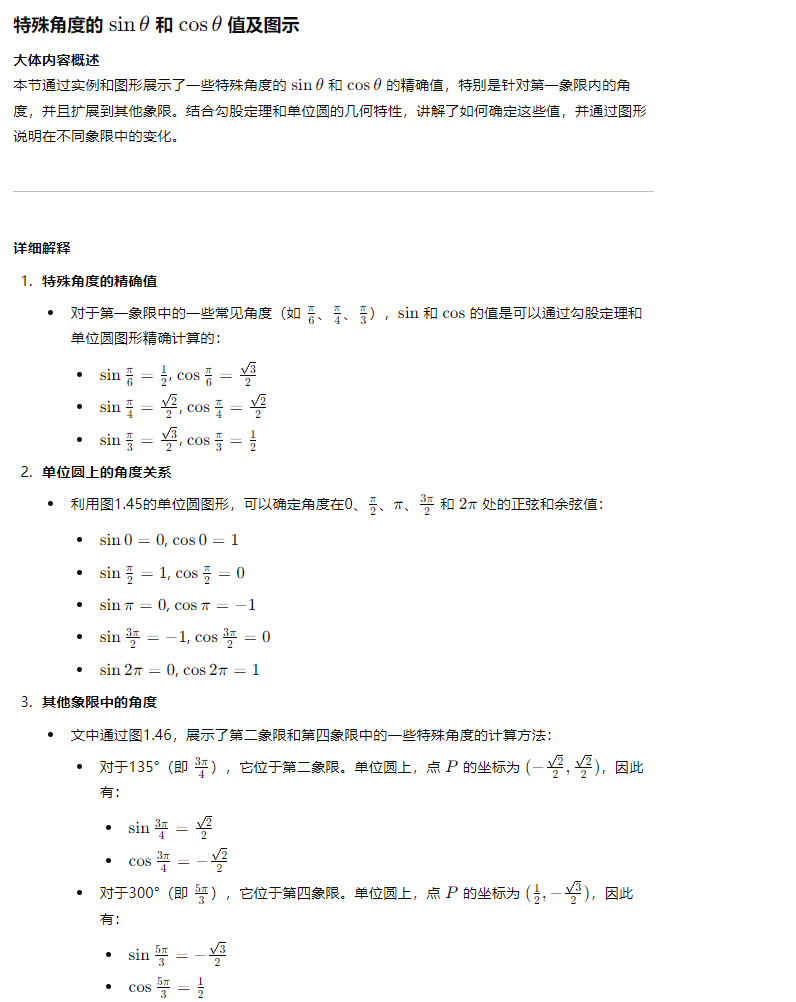 特殊角度的 sin θ 和 cos θ 值及图示
大体内容概述
本节通过实例和图形展示了一些特殊角度的 sin θ 和 cos θ 的精确值，特别是针对第一象限内的角
度，并且扩展到其他象限。结合勾股定理和单位圆的几何特性，讲解了如何确定这些值，并通过图形
说明在不同象限中的变化。
详细解释
1. 特殊角度的精确值
• 对于第一象限中的一些常见角度（如 π/6、π/4、π/3），sin 和 cos 的值是可以通过勾股定理和
单位圆图形精确计算的：
• sin π/6 = 1/2, cos π/6 = √3/2
• sin π/4 = √2/2, cos π/4 = √2/2
• sin π/3 = √3/2, cos π/3 = 1/2
2. 单位圆上的角度关系
• 利用图1.45的单位圆图形，可以确定角度在0、π/2、π、3π/2 和 2π 处的正弦和余弦值：
• sin 0 = 0, cos 0 = 1
• sin π/2 = 1, cos π/2 = 0
• sin π = 0, cos π = −1
• sin 3π/2 = −1, cos 3π/2 = 0
• sin 2π = 0, cos 2π = 1
3. 其他象限中的角度
• 文中通过图1.46，展示了第二象限和第四象限中的一些特殊角度的计算方法：
• 对于135°（即 3π/4），它位于第二象限。单位圆上，点 P 的坐标为 (−√2/2, √2/2)，因此
有：
• sin 3π/4 = √2/2
• cos 3π/4 = −√2/2
• 对于300°（即 5π/3），它位于第四象限。单位圆上，点 P 的坐标为 (1/2, −√3/2)，因此
有：
• sin 5π/3 = −√3/2
• cos 5π/3 = 1/2